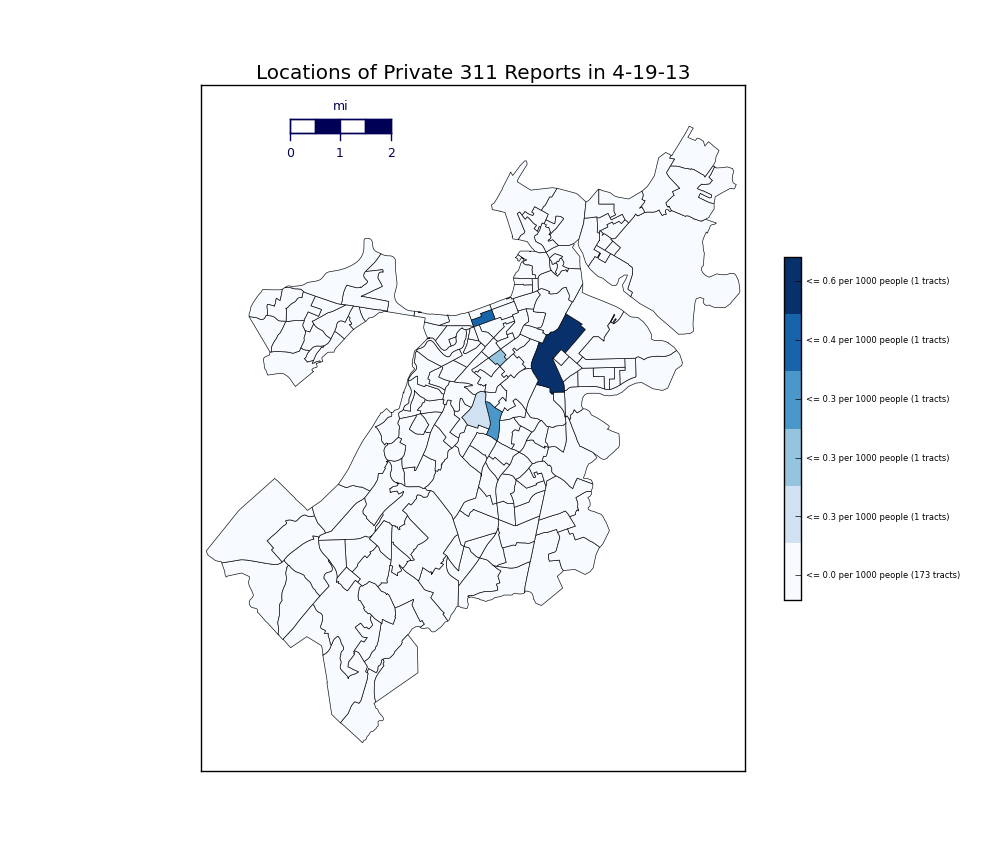 Locations of Private 311 Reports in 4-19-13
mi
0 1 2
<= 0.6 per 1000 people (1 tracts)
<= 0.4 per 1000 people (1 tracts)
<= 0.3 per 1000 people (1 tracts)
<= 0.3 per 1000 people (1 tracts)
<= 0.3 per 1000 people (1 tracts)
<= 0.0 per 1000 people (173 tracts)